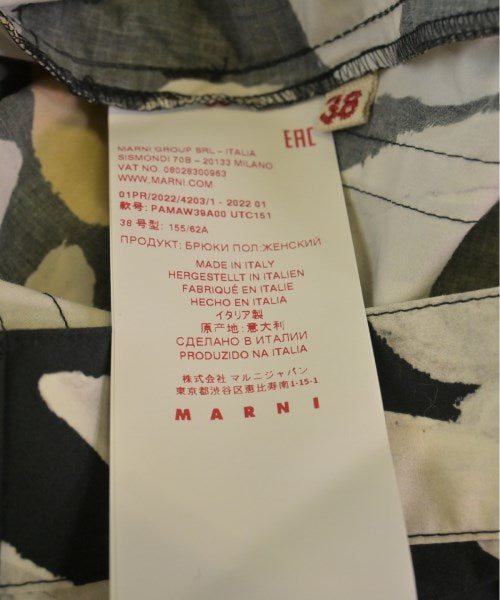 38
EAC
MARNI GROUP SRL - ITALIA
SISMONDI 70B - 20133 MILANO
VAT NO. 08028300963
WWW.MARNI.COM
01PR/2022/4203/1 - 2022 01
款号: PAMAW39A00 UTC151
38 号型: 155/62A
ПРОДУКТ: БРЮКИ ПОЛ:ЖЕНСКИЙ
MADE IN ITALY
HERGESTELLT IN ITALIEN
FABRIQUÉ EN ITALIE
HECHO EN ITALIA
イタリア製
原产地: 意大利
СДЕЛАНО В ИТАЛИИ
PRODUZIDO NA ITALIA
株式会社 マルニジャパン
東京都渋谷区恵比寿南1-15-1
MARNI